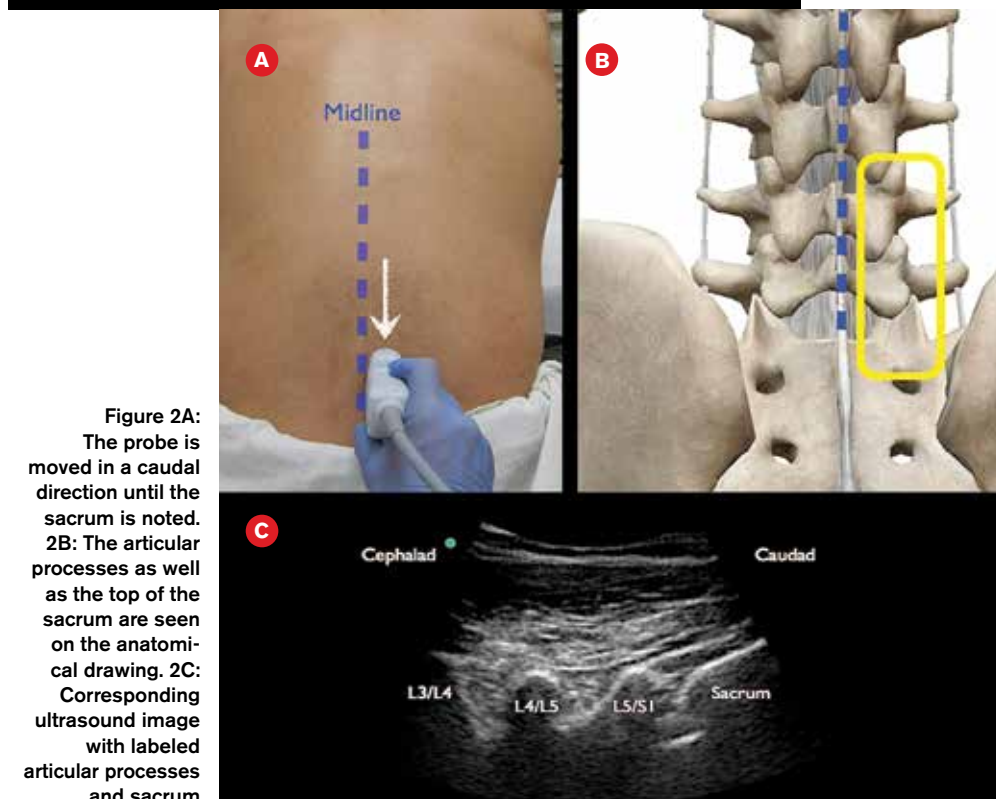 A
B
Midline
Figure 2A:
The probe is
moved in a caudal
direction until the
sacrum is noted.
2B: The articular
processes as well
as the top of the
sacrum are seen
on the anatomi-
cal drawing. 2C:
Corresponding
ultrasound image
with labeled
articular processes
and sacrum
C
Cephalad
Caudad
L3/L4
L4/L5
L5/S1
Sacrum